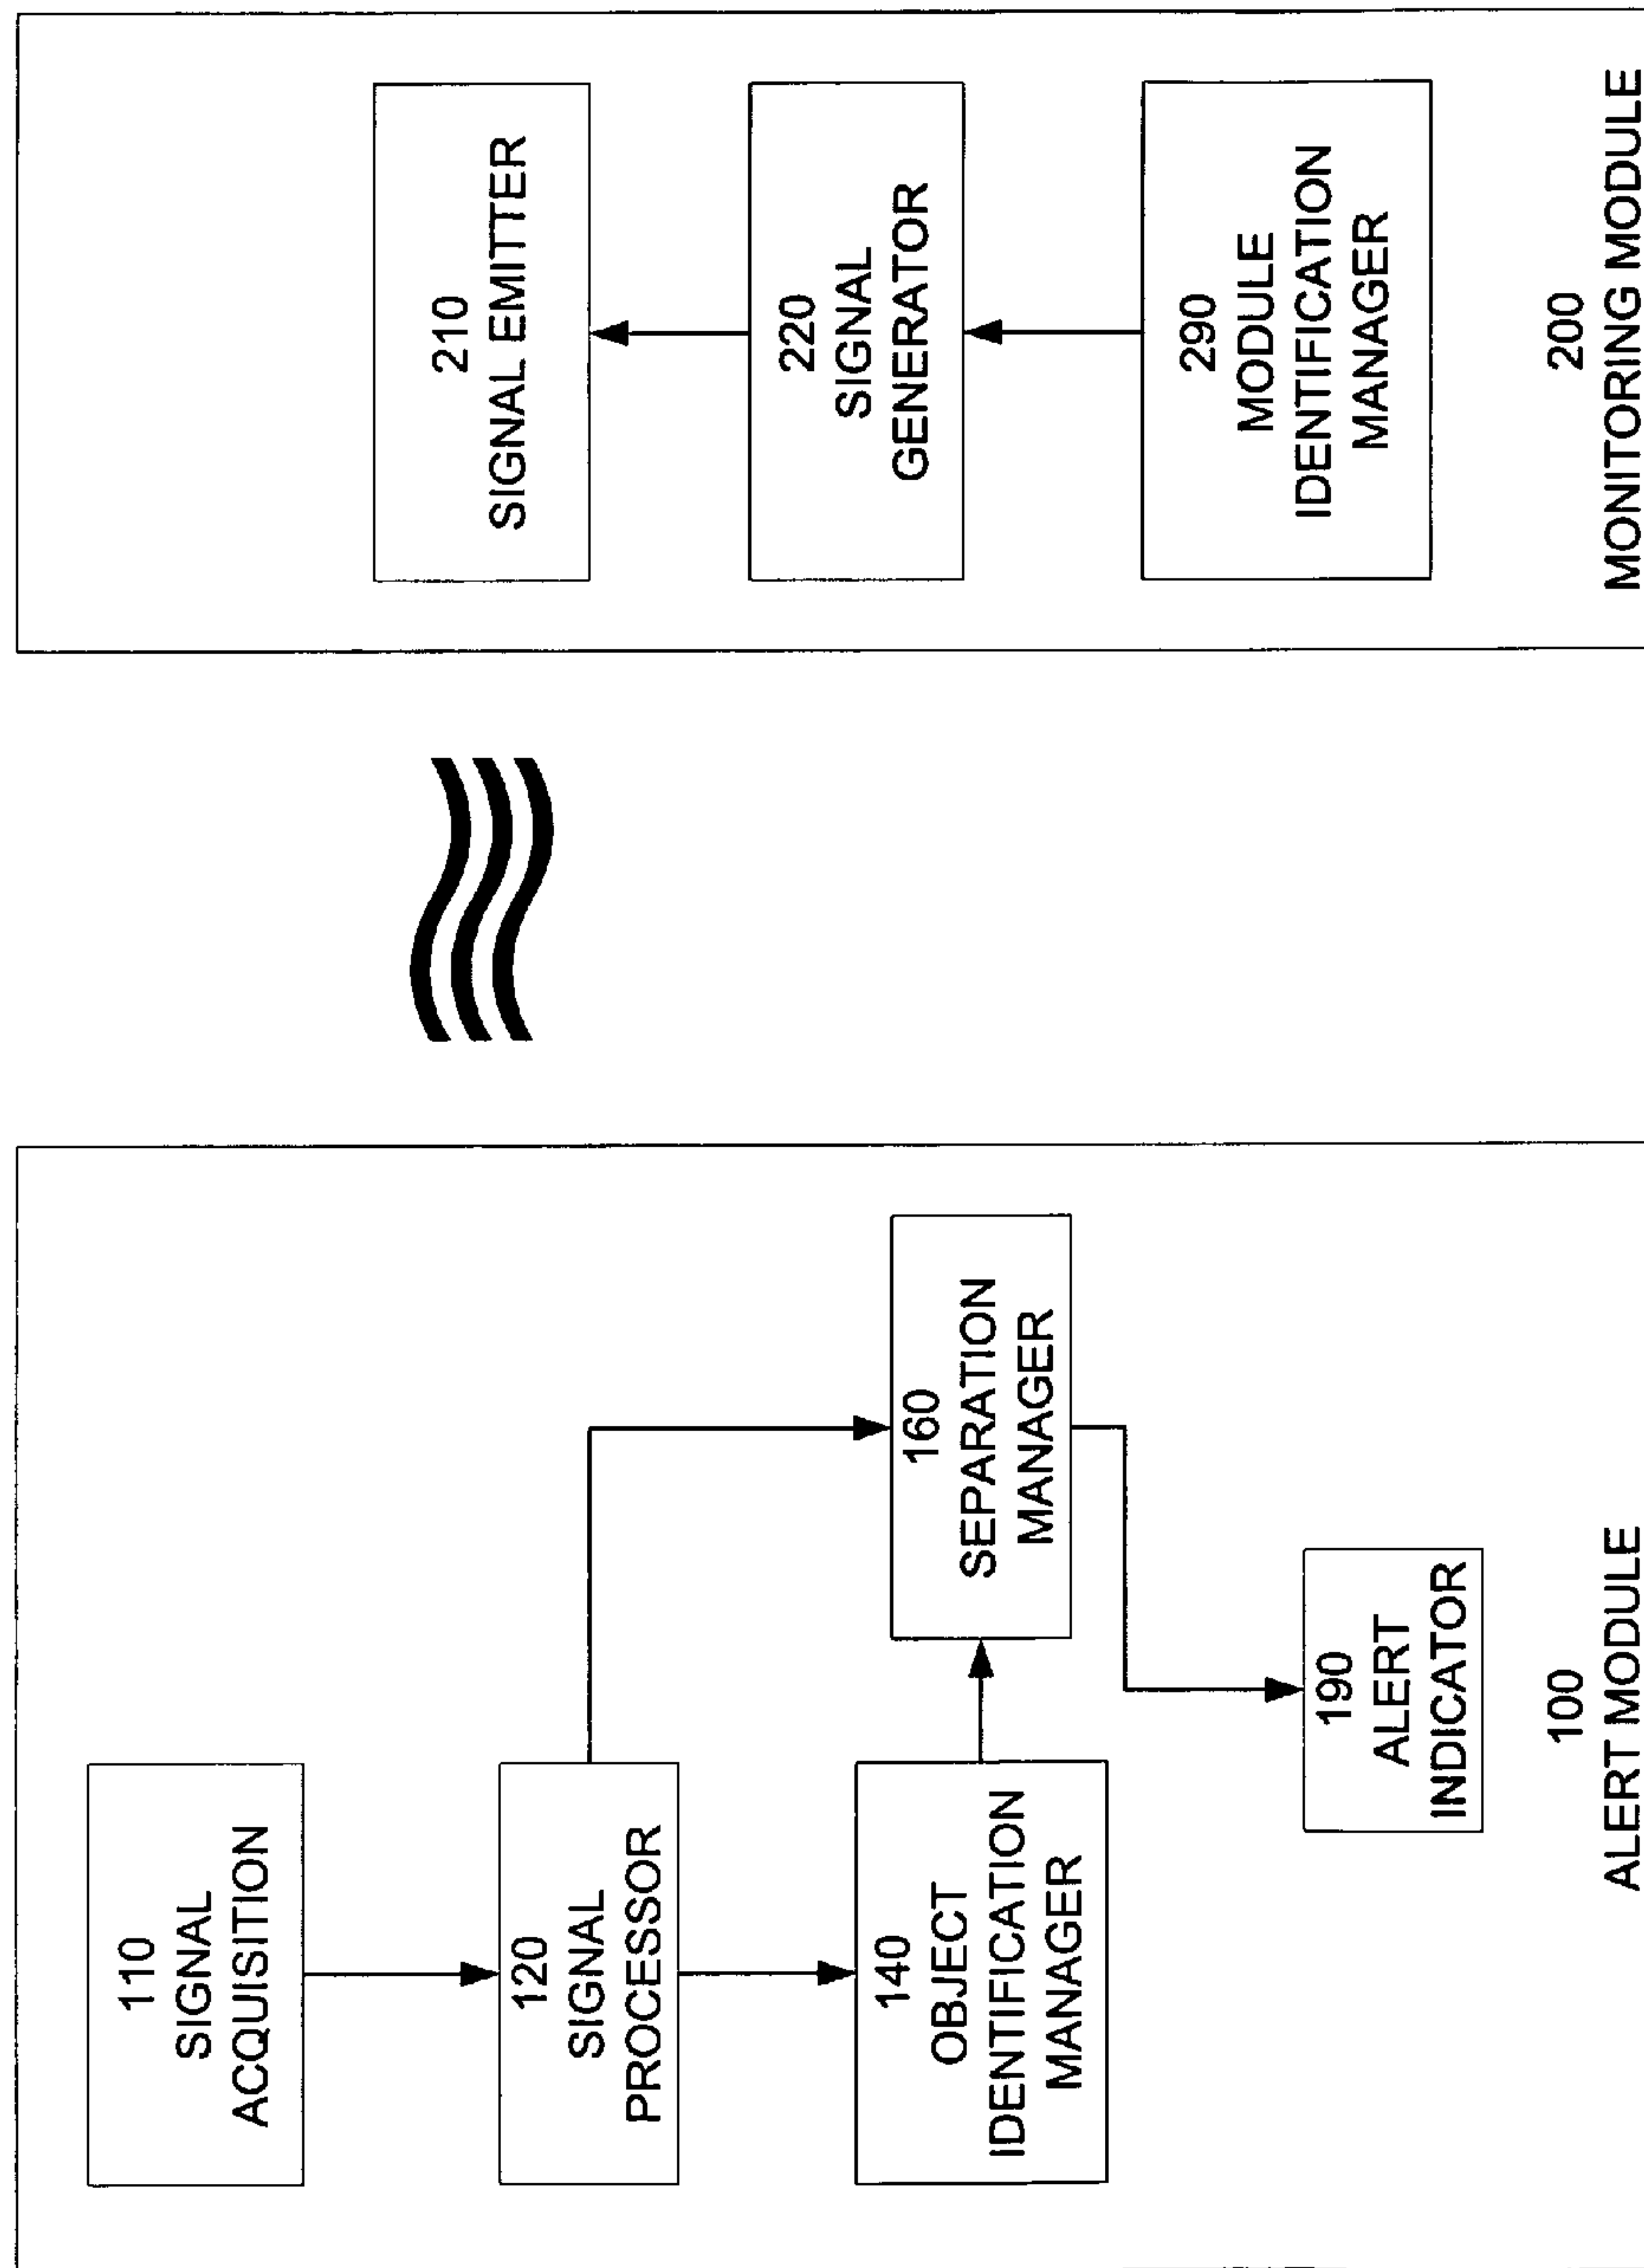 110
SIGNAL
ACQUISITION
120
SIGNAL
PROCESSOR
140
OBJECT
IDENTIFICATION
MANAGER
160
SEPARATION
MANAGER
190
ALERT
INDICATOR
100
ALERT MODULE
210
SIGNAL EMITTER
220
SIGNAL
GENERATOR
290
MODULE
IDENTIFICATION
MANAGER
200
MONITORING MODULE